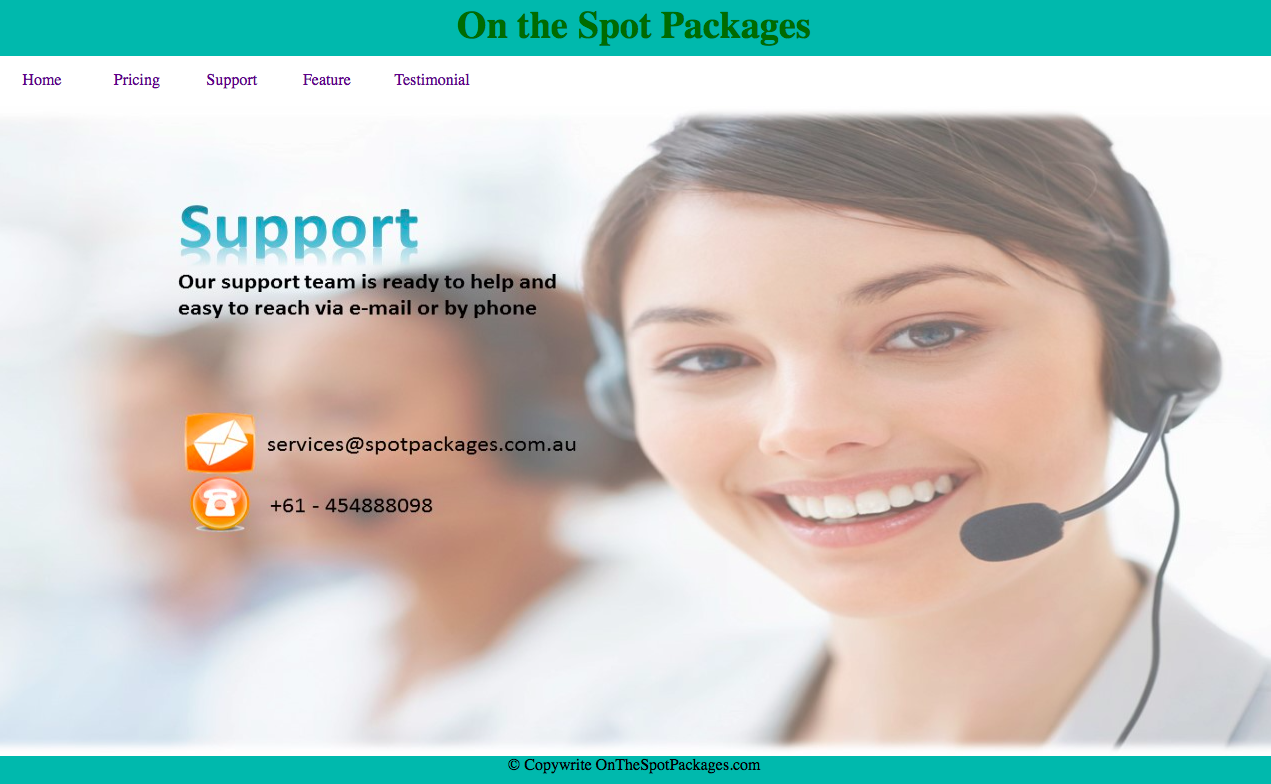 On the Spot Packages
Home Pricing Support Feature Testimonial
Support
Our support team is ready to help and
easy to reach via e-mail or by phone
services@spotpackages.com.au
+61 - 454888098
© Copywrite OnTheSpotPackages.com